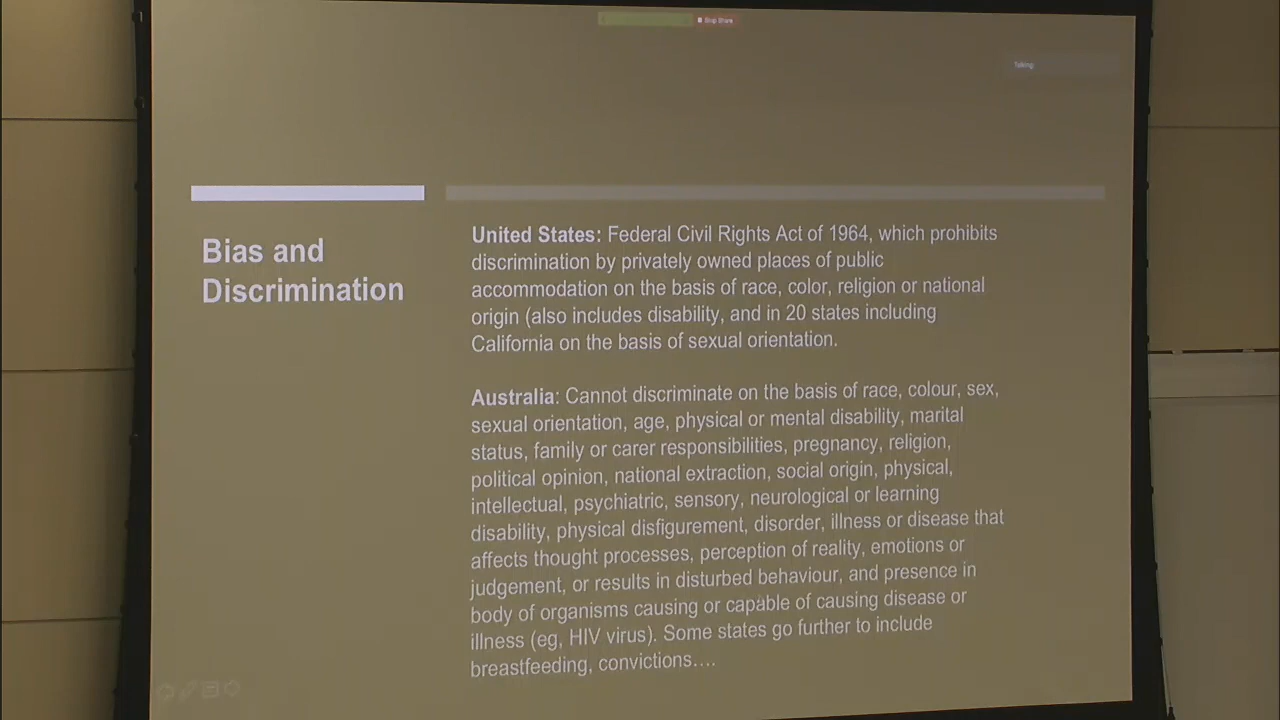 Stop Share
Talking:
Bias and
Discrimination
United States: Federal Civil Rights Act of 1964, which prohibits
discrimination by privately owned places of public
accommodation on the basis of race, color, religion or national
origin (also includes disability, and in 20 states including
California on the basis of sexual orientation.
Australia: Cannot discriminate on the basis of race, colour, sex,
sexual orientation, age, physical or mental disability, marital
status, family or carer responsibilities, pregnancy, religion,
political opinion, national extraction, social origin, physical,
intellectual, psychiatric, sensory, neurological or learning
disability, physical disfigurement, disorder, illness or disease that
affects thought processes, perception of reality, emotions or
judgement, or results in disturbed behaviour, and presence in
body of organisms causing or capable of causing disease or
illness (eg, HIV virus). Some states go further to include
breastfeeding, convictions….